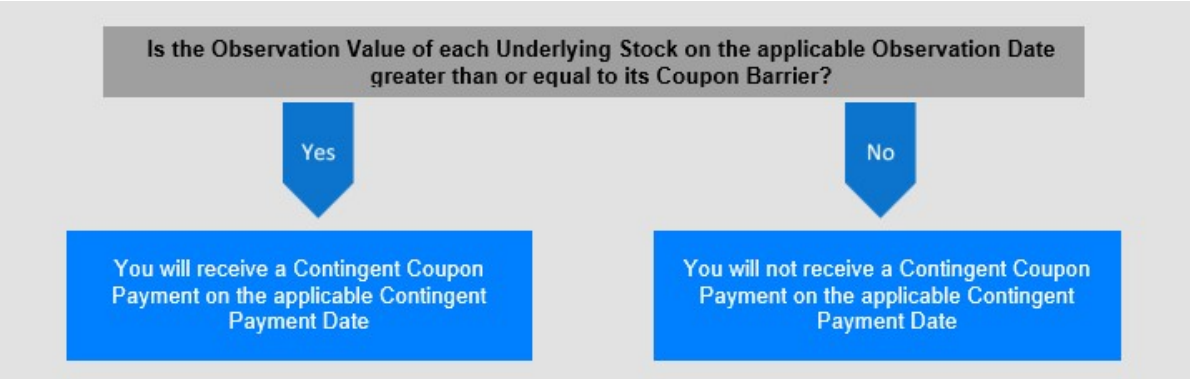 Is the Observation Value of each Underlying Stock on the applicable Observation Date
greater than or equal to its Coupon Barrier?
Yes
No
You will receive a Contingent Coupon
Payment on the applicable Contingent
Payment Date
You will not receive a Contingent Coupon
Payment on the applicable Contingent
Payment Date